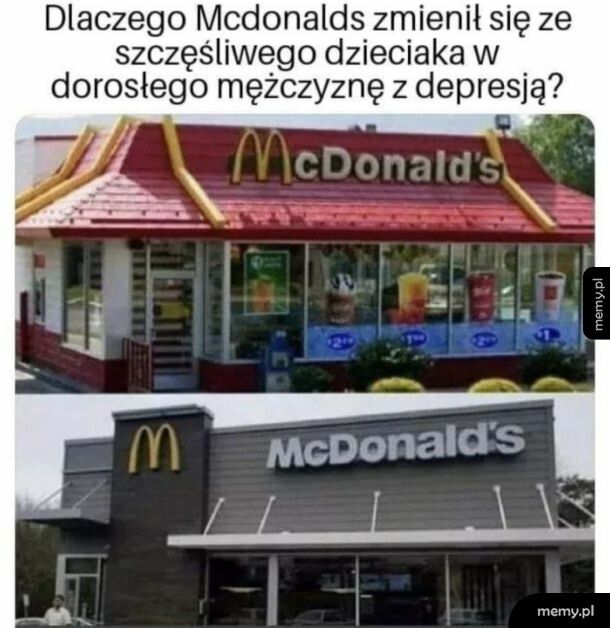 Dlaczego Mcdonalds zmienił się ze
szczęśliwego dzieciaka w
dorosłego mężczyznę z depresją?
McDonald's
memy.pl
McDonald's
memy.pl